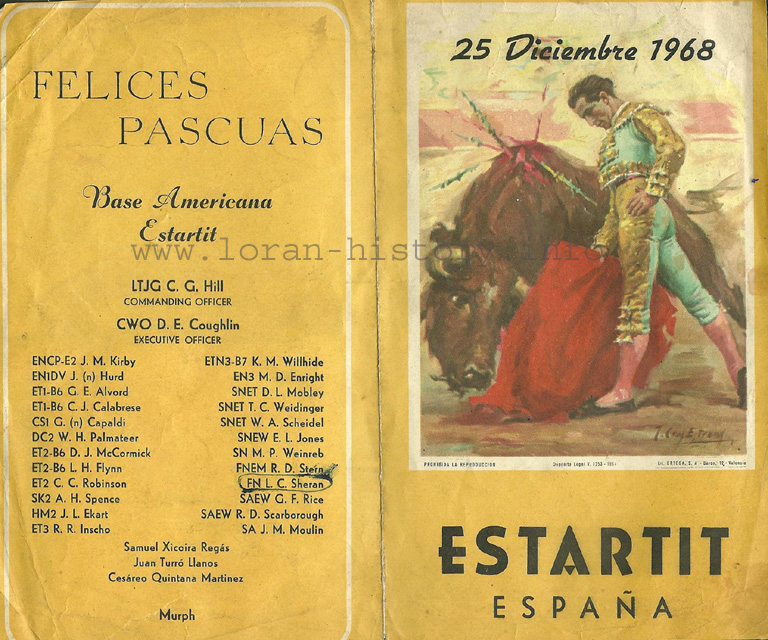 FELICES
PASCUAS
Base Americana
Estartit
www.loran-history.info
LTJG C. G. Hill
COMMANDING OFFICER
CWO D. E. Coughlin
EXECUTIVE OFFICER
ENCP-E2 J. M. Kirby
EN1DV J. (n) Hurd
ET1-B6 G. E. Alvord
ET1-B6 C. J. Calabrese
CS1 G. (n) Capaldi
DC2 W. H. Palmateer
ET2-B6 D. J. McCormick
ET2-B6 L. H. Flynn
ET2 C. C. Robinson
SK2 A. H. Spence
HM2 J. L. Ekart
ET3 R. R. Inscho
ETN3-B7 K. M. Willhide
EN3 M. D. Enright
SNET D. L. Mobley
SNET T. C. Weidinger
SNET W. A. Scheidel
SNEW E. L. Jones
SN M. P. Weinreb
FNEM R. D. Stern
FN L. C. Sheran
SAEW G. F. Rice
SAEW R. D. Scarborough
SA J. M. Moulin
Samuel Xicoira Regás
Juan Turró Llanos
Cesáreo Quintana Martinez
Murph
25 Diciembre 1968
PROHIBIDA LA REPRODUCCION
Depósito Legal V. 1253 -
Valencia
ESTARTIT
ESPAÑA